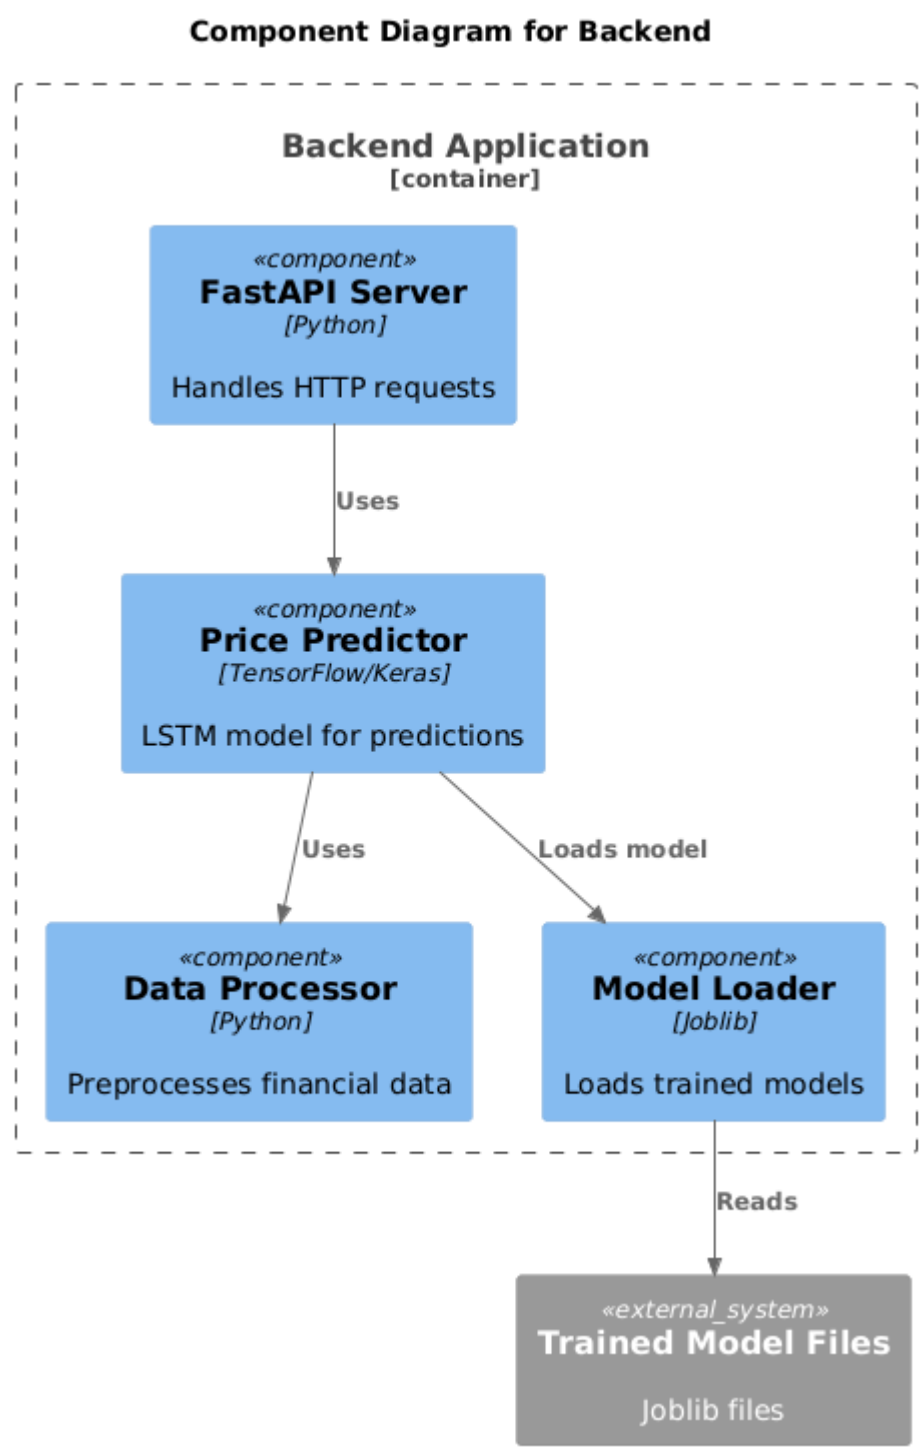 Component Diagram for Backend
Backend Application
[container]
«component»
FastAPI Server
[Python]
Handles HTTP requests
Uses
«component»
Price Predictor
[TensorFlow/Keras]
LSTM model for predictions
Uses
Loads model
«component»
Data Processor
[Python]
Preprocesses financial data
«component»
Model Loader
[Joblib]
Loads trained models
Reads
«external_system»
Trained Model Files
Joblib files